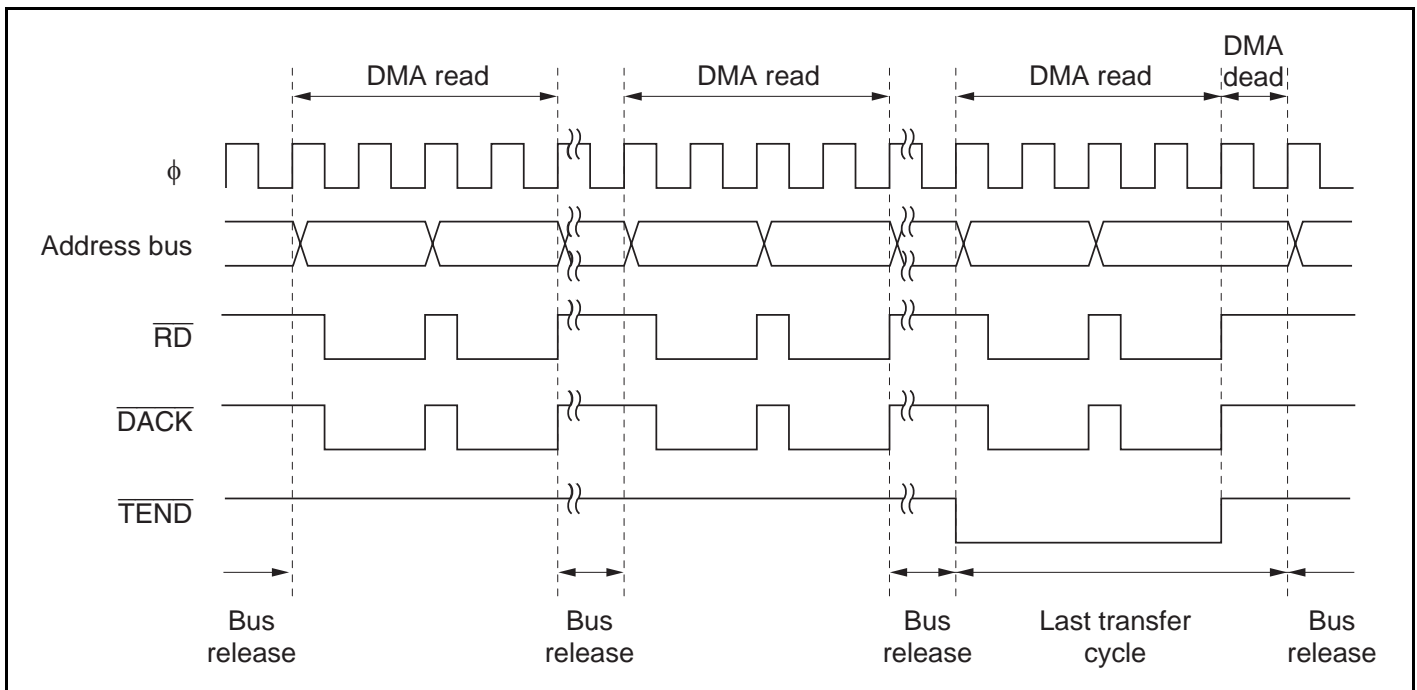 DMA read
DMA read
DMA read
DMA
dead
ϕ
Address bus
RD
DACK
TEND
Bus
release
Bus
release
Bus
release
Last transfer
cycle
Bus
release